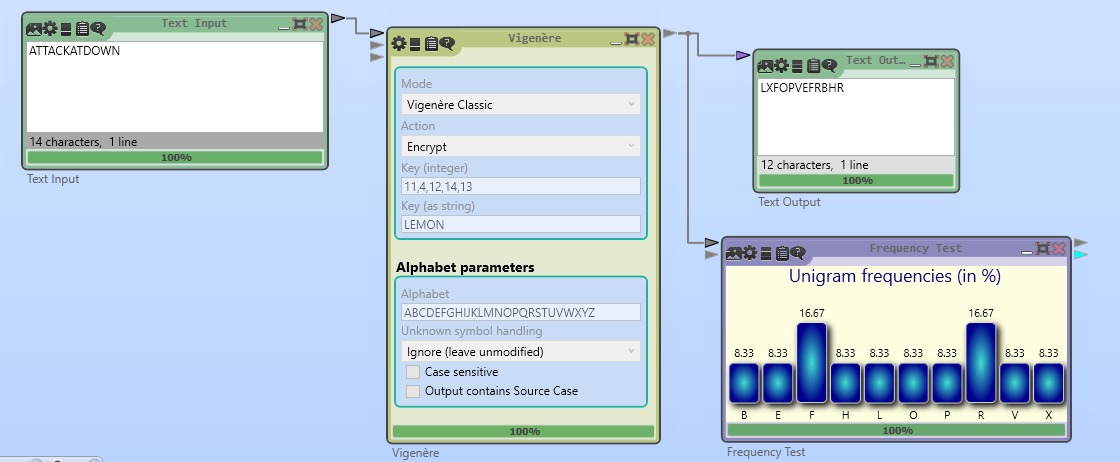 Text Input
ATTACKATDOWN
14 characters, 1 line
100%
Text Input
Vigenère
Mode
Vigenère Classic
Action
Encrypt
Key (integer)
11,4,12,14,13
Key (as string)
LEMON
Alphabet parameters
Alphabet
ABCDEFGHIJKLMNOPQRSTUVWXYZ
Unknown symbol handling
Ignore (leave unmodified)
Case sensitive
Output contains Source Case
100%
Vigenère
Text Out...
LXFOPVEFRBHR
12 characters, 1 line
100%
Text Output
Frequency Test
Unigram frequencies (in %)
8.33 8.33 16.67 8.33 8.33 8.33 8.33 16.67 8.33 8.33
B E F H L O P R V X
100%
Frequency Test